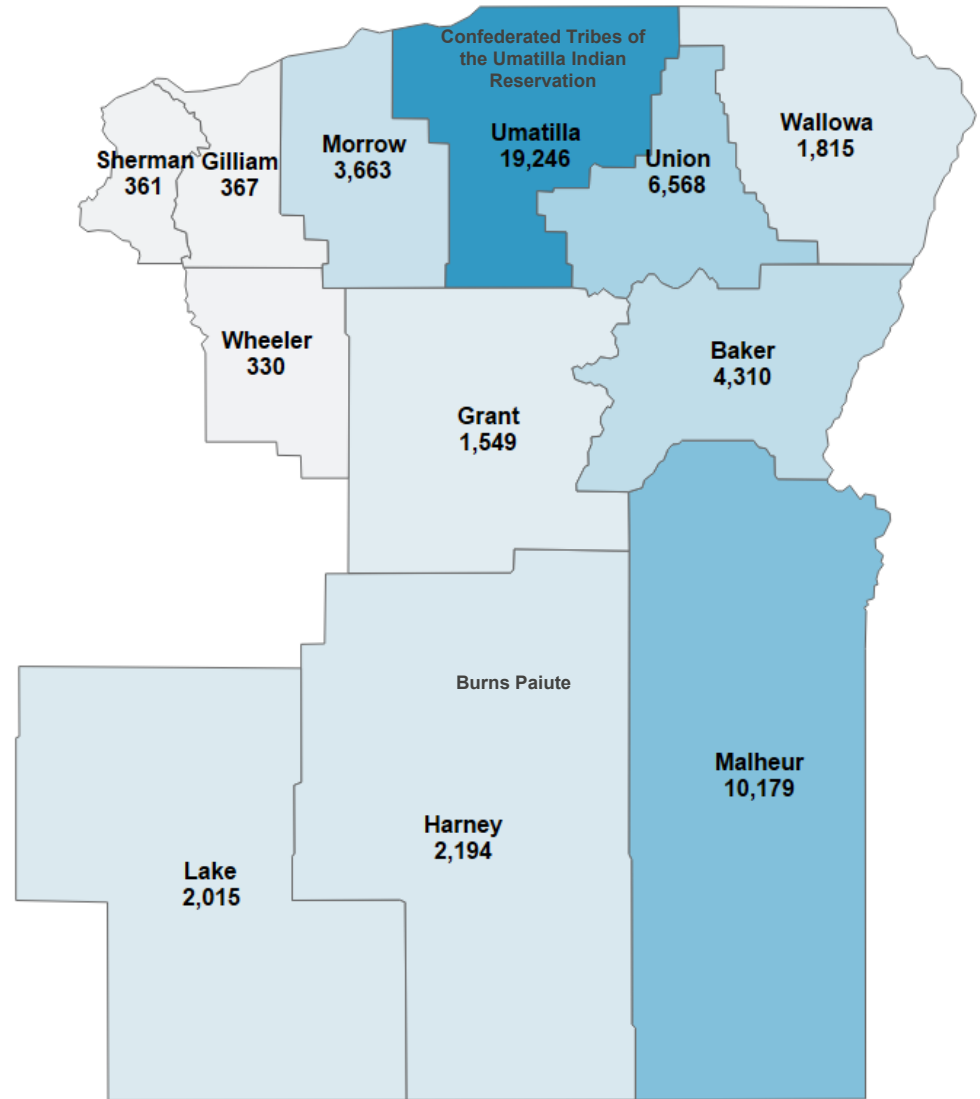 Confederated Tribes of
the Umatilla Indian
Reservation
Sherman
361
Gilliam
367
Morrow
3,663
Umatilla
19,246
Union
6,568
Wallowa
1,815
Wheeler
330
Grant
1,549
Baker
4,310
Burns Paiute
Lake
2,015
Harney
2,194
Malheur
10,179